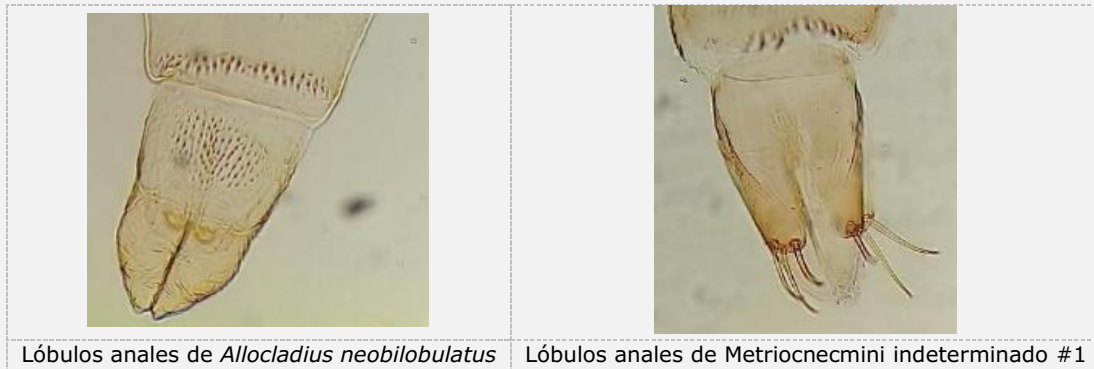 Lóbulos anales de Allocladius neobilobulatus
Lóbulos anales de Metriocnecmini indeterminado #1